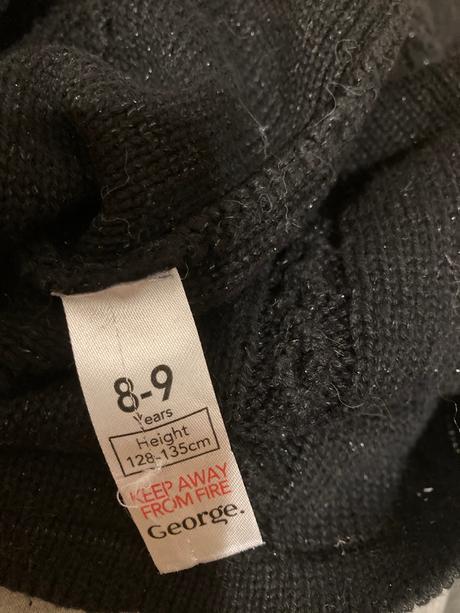 8-9
Years
Height
128-135cm
KEEP AWAY
FROM FIRE
George.